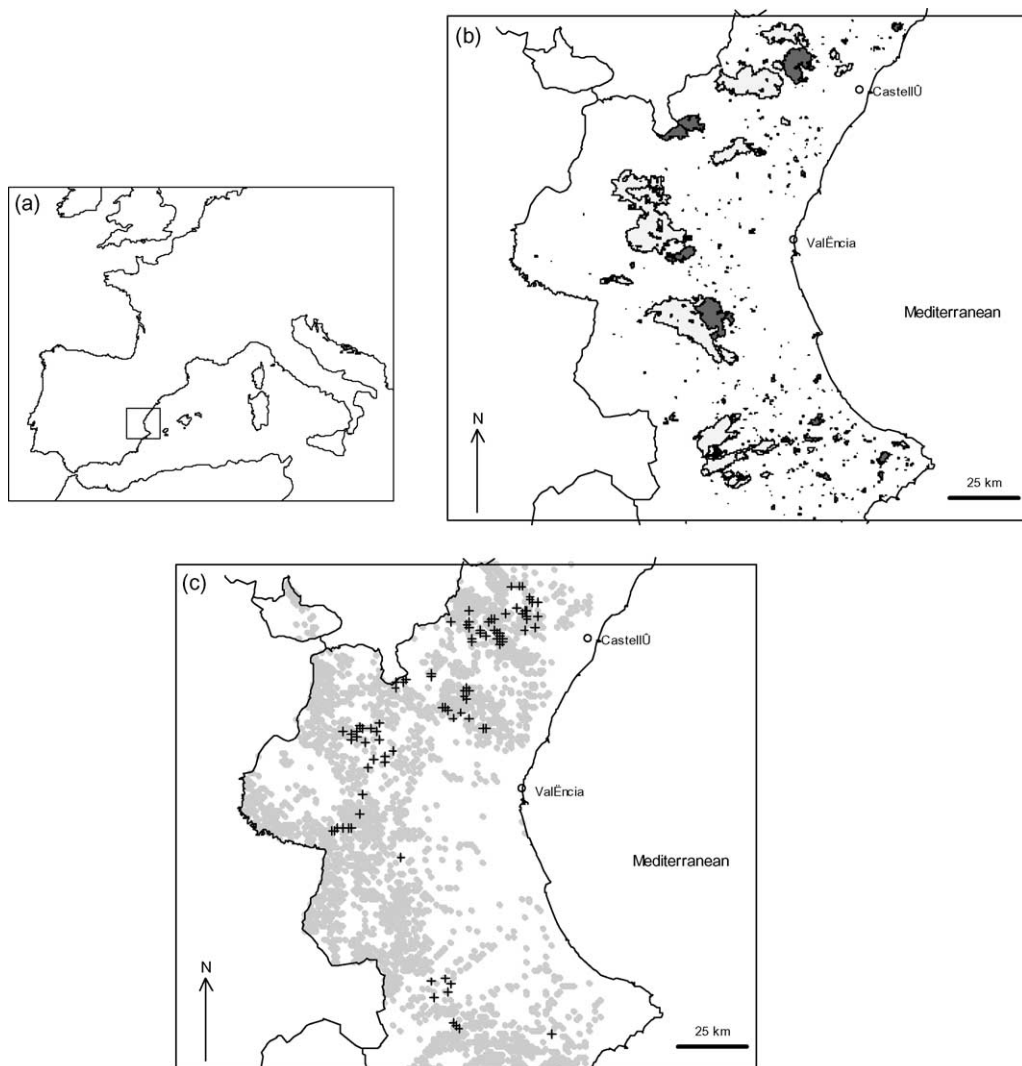 (a)
(b)
CastellÛ
ValËncia
Mediterranean
N
25 km
(c)
CastellÛ
ValËncia
Mediterranean
N
25 km